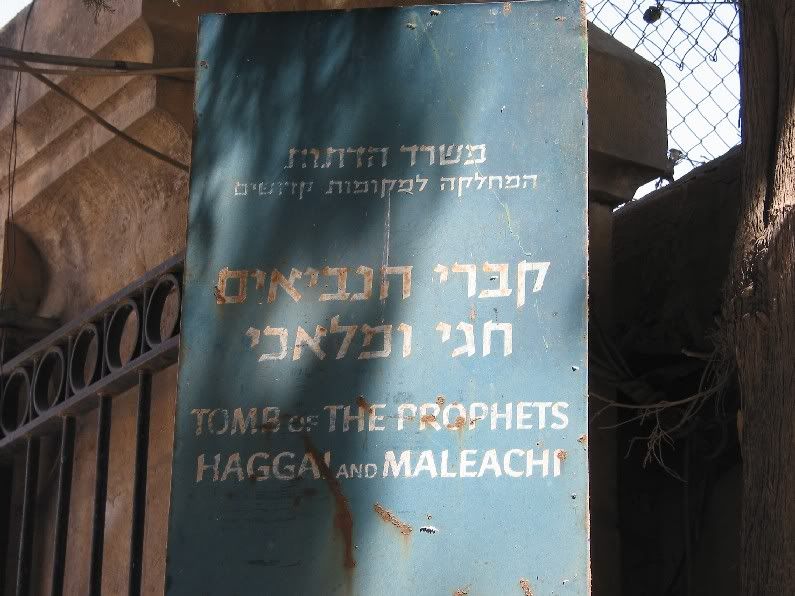 משרד הדתות
המחלקה למקומות קדושים
קברי הנביאים
חגי ומלאכי
TOMB OF THE PROPHETS
HAGGAI AND MALEACHI